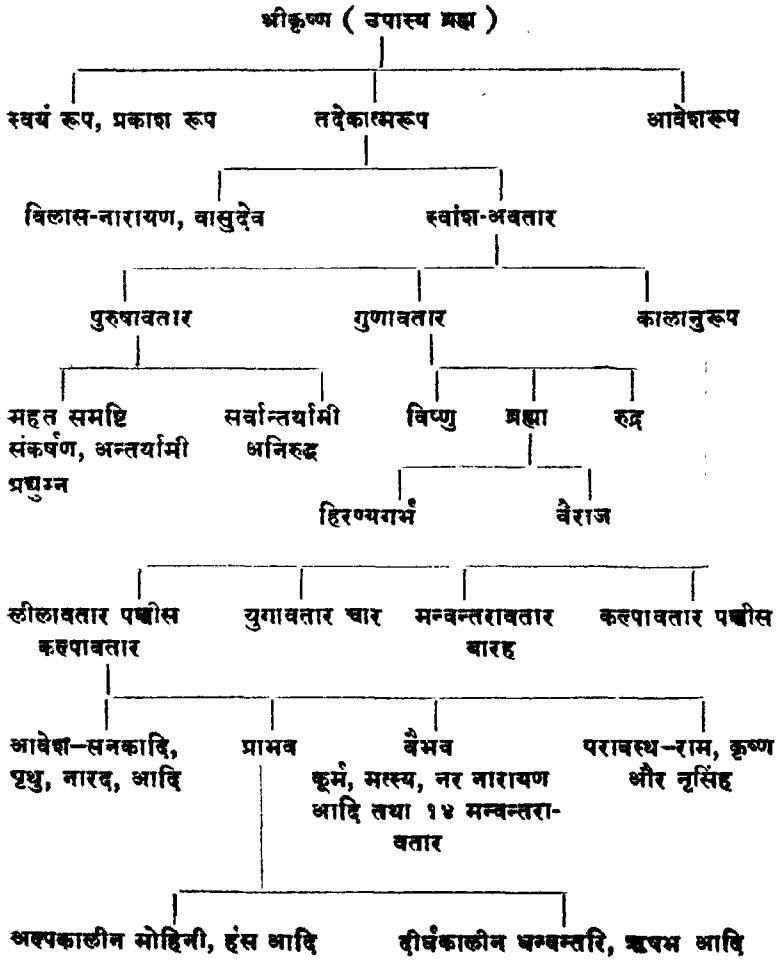 श्रीकृष्ण ( उपास्य ब्रह्म )
स्वयं रूप, प्रकाश रूप तदेकात्मरूप आवेशरूप
विलास-नारायण, वासुदेव स्वांश-अवतार
पुरुषावतार गुणावतार कालानुरूप
महत समष्टि सर्वान्तर्यामी विष्णु ब्रह्मा रुद्र
संकर्षण, अन्तर्यामी अनिरुद्ध
प्रद्युम्न
हिरण्यगर्भ वैराज
लीलावतार पच्चीस युगावतार चार मन्वन्तरावतार कल्पावतार पच्चीस
कल्पावतार बारह
आवेश-सनकादि, प्राभव वैभव परावस्थ-राम, कृष्ण
पृथु, नारद, आदि कूर्म, मत्स्य, नर नारायण और नृसिंह
आदि तथा १४ मन्वन्तरा-
वतार
अल्पकालीन मोहिनी, हंस आदि दीर्घकालीन धन्वन्तरि, ऋषभ आदि